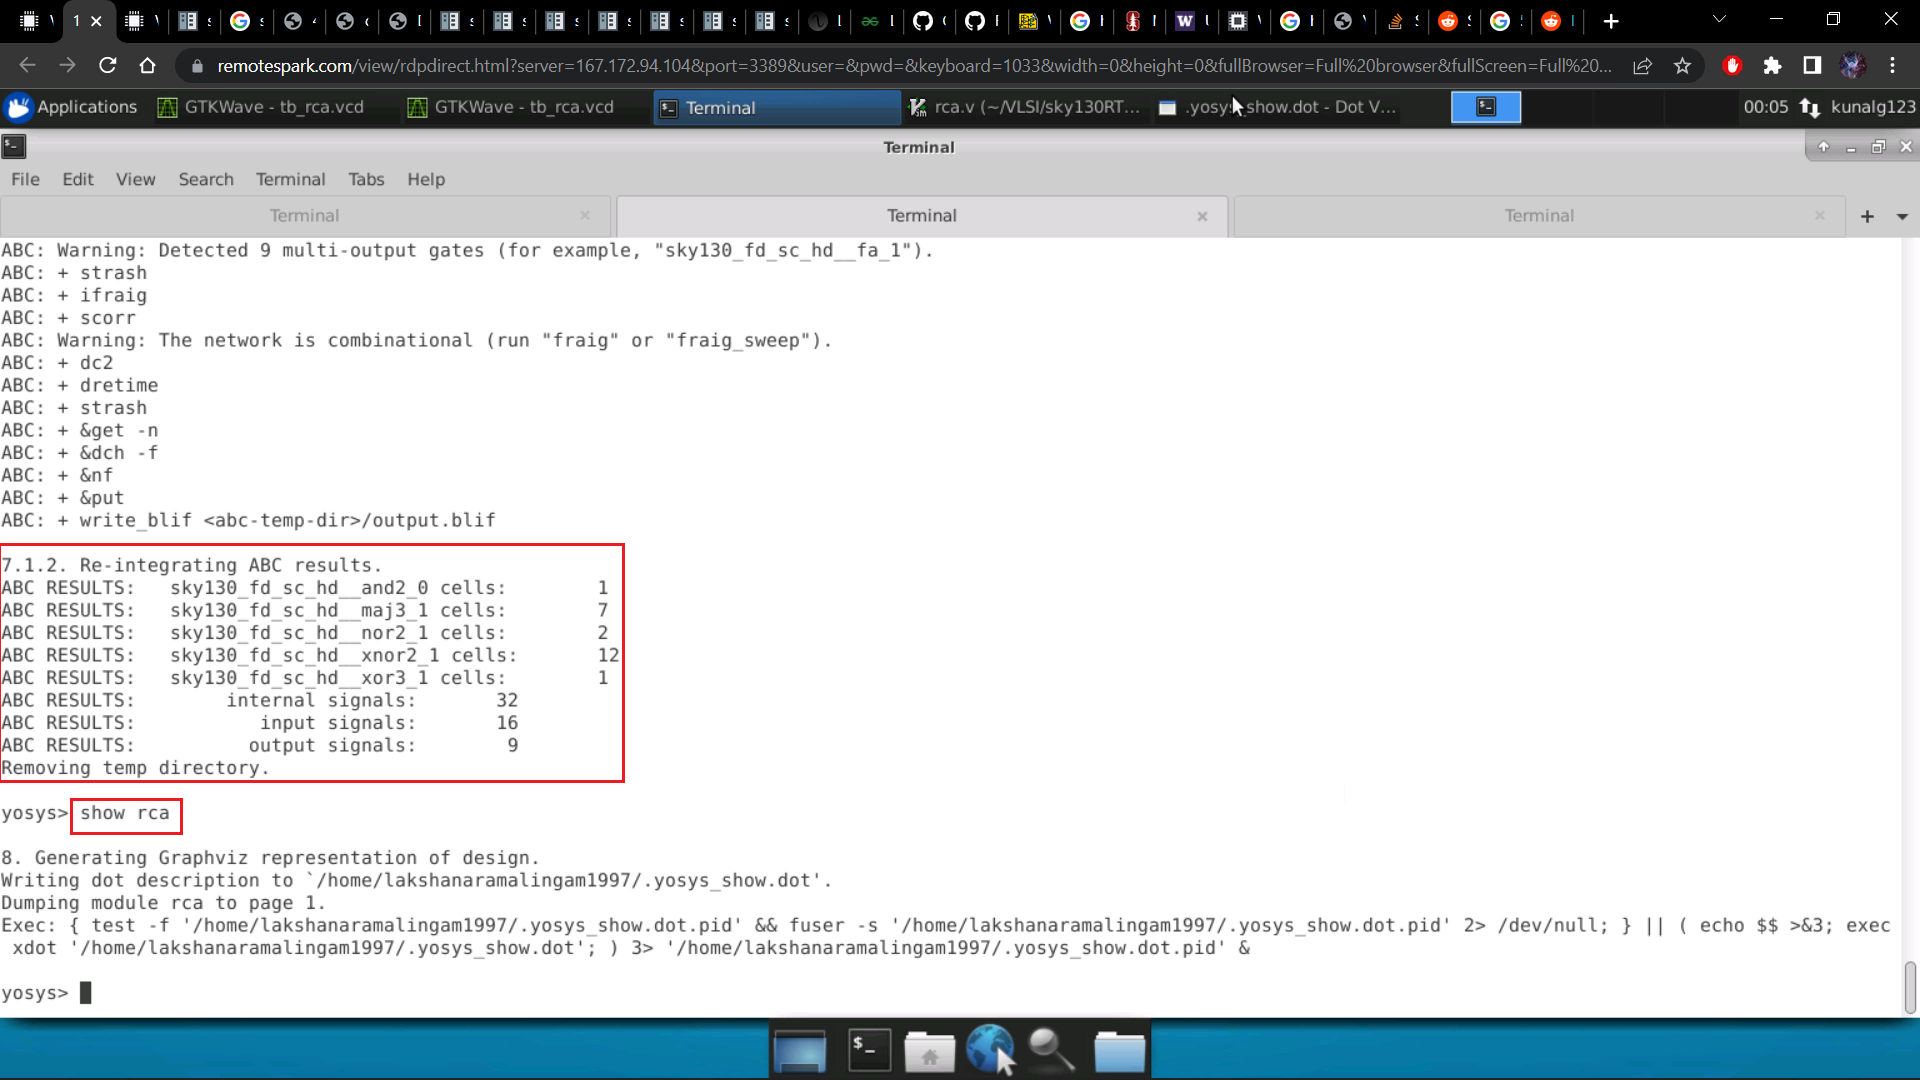 remotespark.com/view/rdpdirect.html?server=167.172.94.104&port=3389&user=&pwd=&keyboard=1033&width=0&height=0&fullBrowser=Full%20browser&fullScreen=Full%20...
Applications GTKWave - tb_rca.vcd GTKWave - tb_rca.vcd Terminal rca.v (~/VLSI/sky130RT... .yosys_show.dot - Dot V... 00:05 kunalg123
Terminal
File Edit View Search Terminal Tabs Help
Terminal Terminal Terminal
ABC: Warning: Detected 9 multi-output gates (for example, "sky130_fd_sc_hd__fa_1").
ABC: + strash
ABC: + ifraig
ABC: + scorr
ABC: Warning: The network is combinational (run "fraig" or "fraig_sweep").
ABC: + dc2
ABC: + dretime
ABC: + strash
ABC: + &get -n
ABC: + &dch -f
ABC: + &nf
ABC: + &put
ABC: + write_blif <abc-temp-dir>/output.blif
7.1.2. Re-integrating ABC results.
ABC RESULTS:   sky130_fd_sc_hd__and2_0 cells:        1
ABC RESULTS:   sky130_fd_sc_hd__maj3_1 cells:        7
ABC RESULTS:   sky130_fd_sc_hd__nor2_1 cells:        2
ABC RESULTS:   sky130_fd_sc_hd__xnor2_1 cells:       12
ABC RESULTS:   sky130_fd_sc_hd__xor3_1 cells:        1
ABC RESULTS:        internal signals:       32
ABC RESULTS:           input signals:       16
ABC RESULTS:          output signals:        9
Removing temp directory.
yosys> show rca
8. Generating Graphviz representation of design.
Writing dot description to `/home/lakshanaramalingam1997/.yosys_show.dot'.
Dumping module rca to page 1.
Exec: { test -f '/home/lakshanaramalingam1997/.yosys_show.dot.pid' && fuser -s '/home/lakshanaramalingam1997/.yosys_show.dot.pid' 2> /dev/null; } || ( echo $$ >&3; exec
xdot '/home/lakshanaramalingam1997/.yosys_show.dot'; ) 3> '/home/lakshanaramalingam1997/.yosys_show.dot.pid' &
yosys>